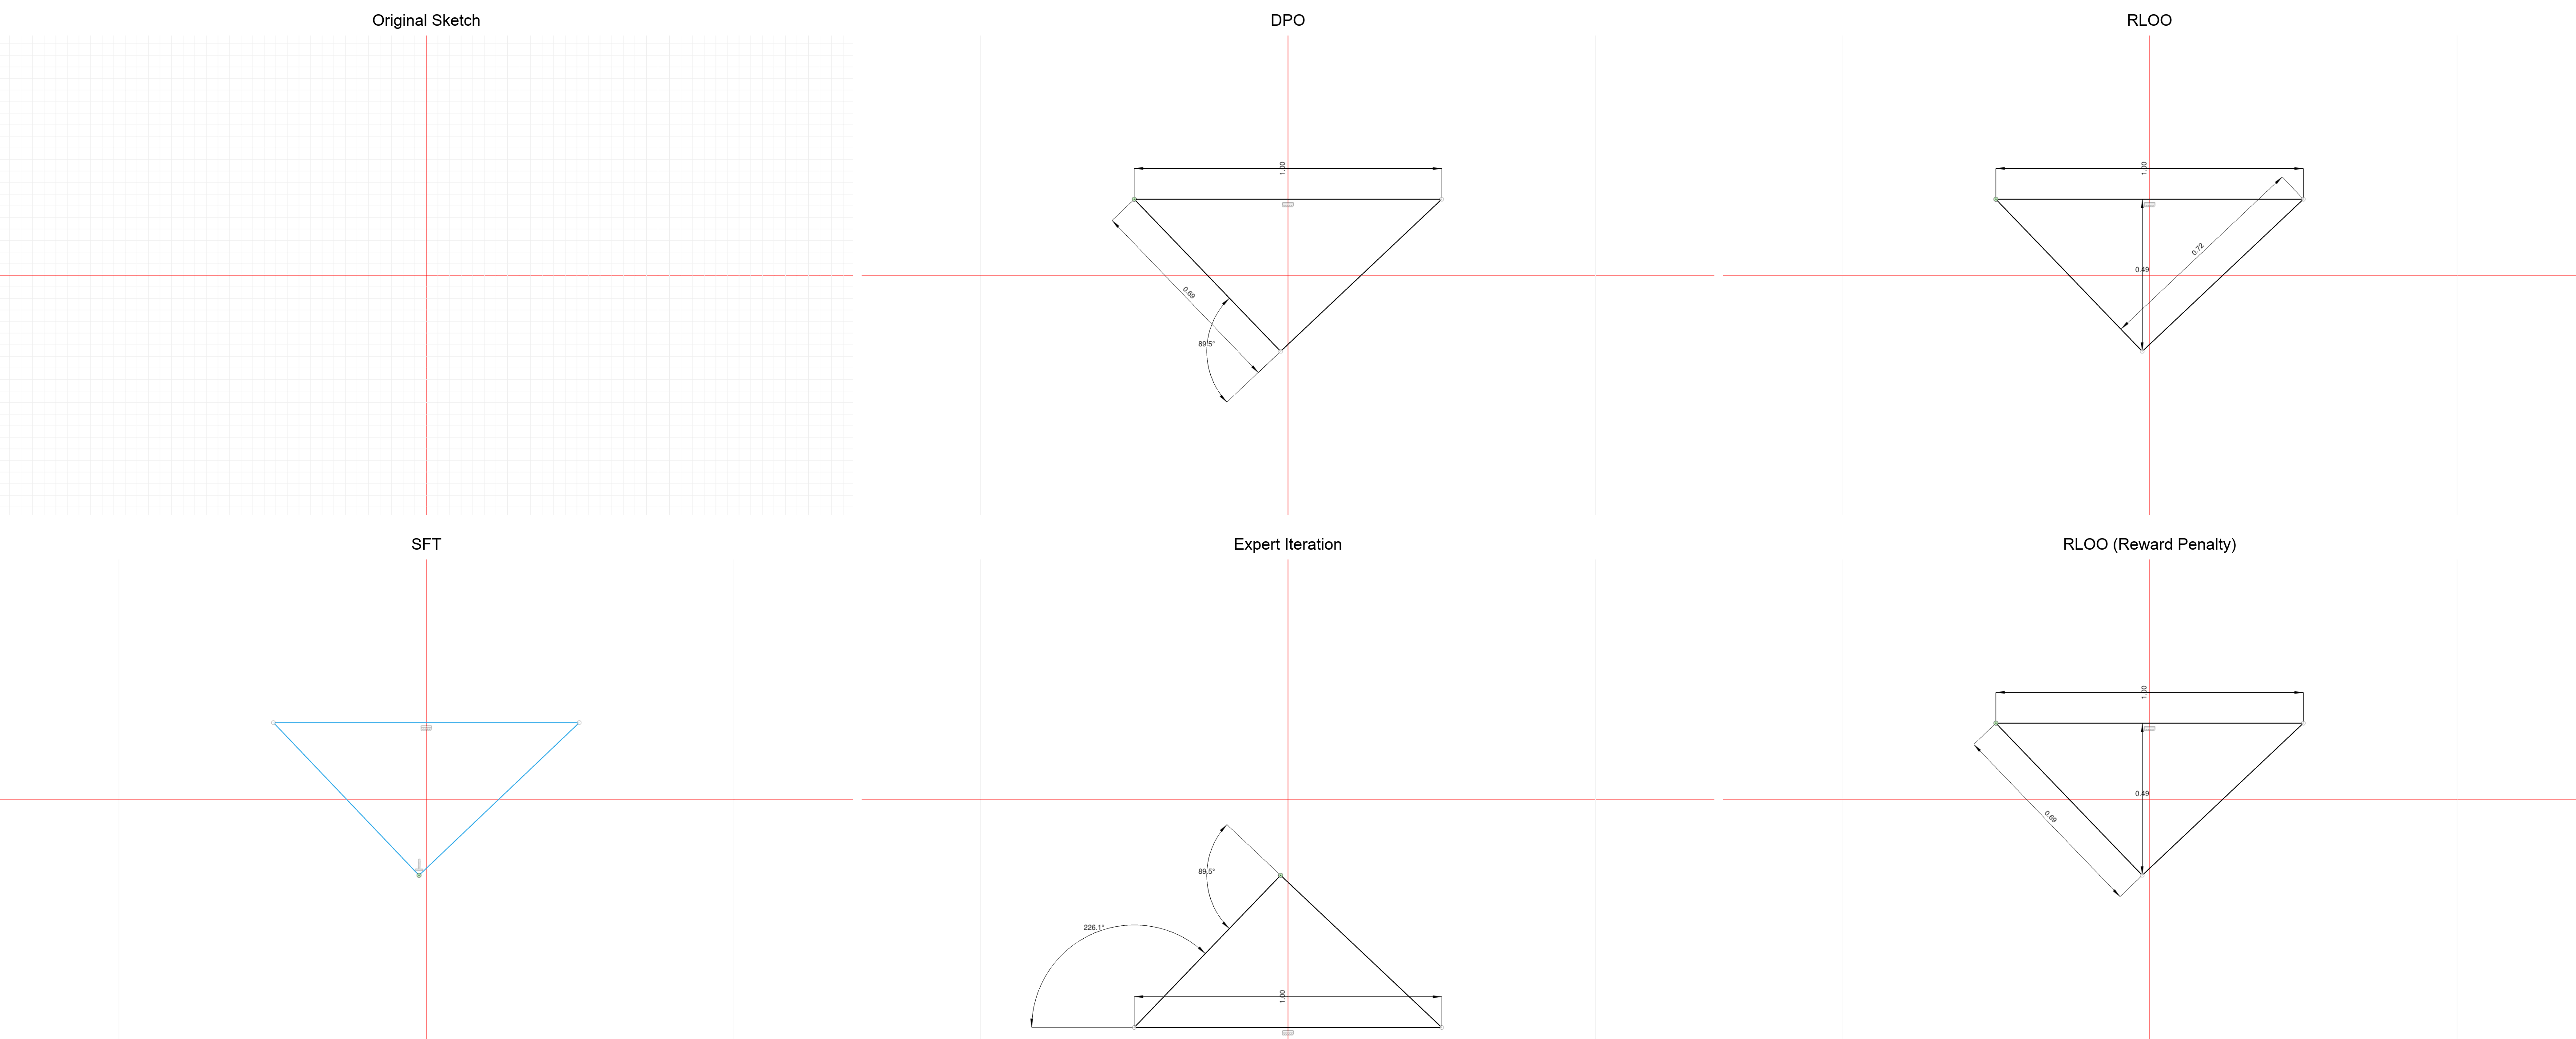 Original Sketch
DPO
RLOO
1.00
0.69
89.5°
1.00
0.72
0.49
SFT
Expert Iteration
RLOO (Reward Penalty)
89.5°
226.1°
1.00
1.00
0.49
0.69